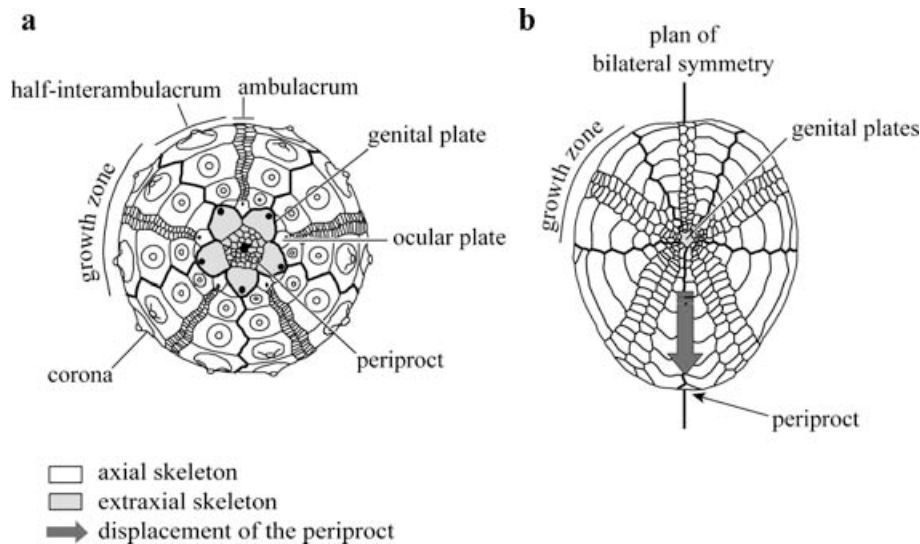 a
half-interambulacrum
ambulacrum
genital plate
growth zone
ocular plate
periproct
corona
b
plan of
bilateral symmetry
genital plates
growth zone
periproct
axial skeleton
extraxial skeleton
displacement of the periproct